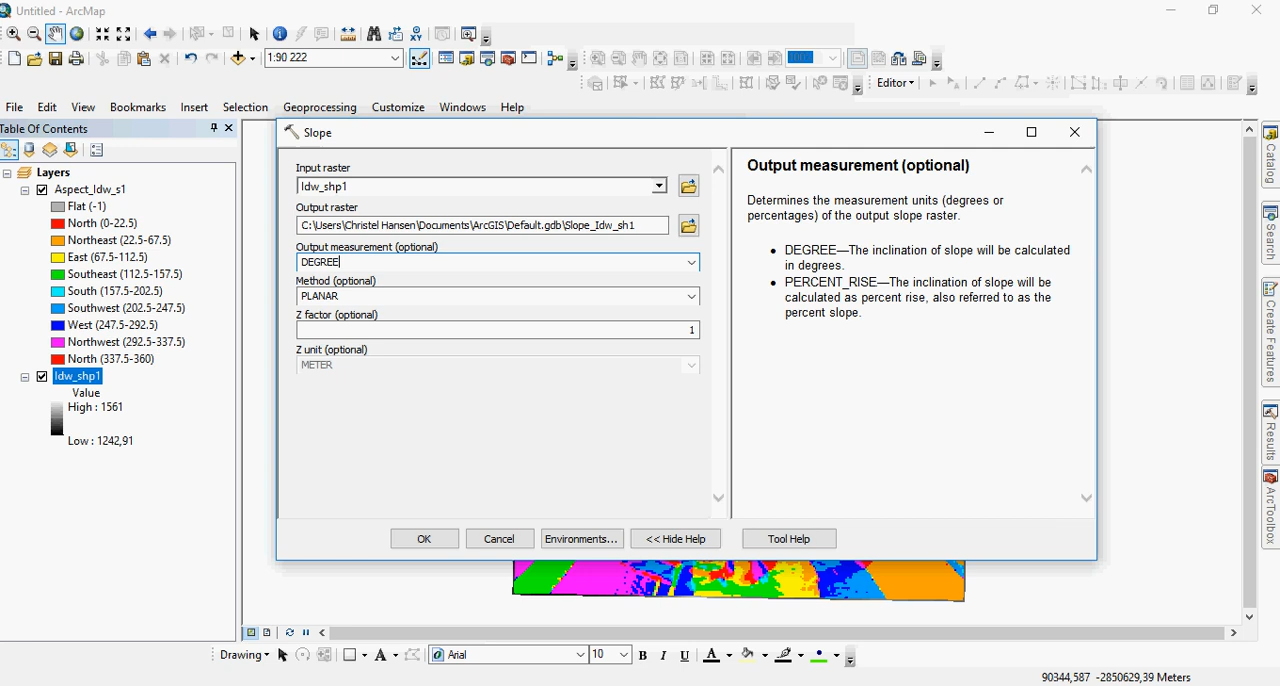 Untitled - ArcMap
1:90 222
100%
Editor
File Edit View Bookmarks Insert Selection Geoprocessing Customize Windows Help
Table Of Contents
Layers
Aspect_Idw_s1
Flat (-1)
North (0-22.5)
Northeast (22.5-67.5)
East (67.5-112.5)
Southeast (112.5-157.5)
South (157.5-202.5)
Southwest (202.5-247.5)
West (247.5-292.5)
Northwest (292.5-337.5)
North (337.5-360)
Idw_shp1
Value
High : 1561
Low : 1242,91
Slope
Input raster
Idw_shp1
Output raster
C:\Users\Christel Hansen\Documents\ArcGIS\Default.gdb\Slope_Idw_sh1
Output measurement (optional)
DEGREE
Method (optional)
PLANAR
Z factor (optional)
1
Z unit (optional)
METER
OK Cancel Environments... << Hide Help Tool Help
Output measurement (optional)
Determines the measurement units (degrees or
percentages) of the output slope raster.
• DEGREE—The inclination of slope will be calculated
in degrees.
• PERCENT_RISE—The inclination of slope will be
calculated as percent rise, also referred to as the
percent slope.
Catalog
Search
Create Features
Results
ArcToolbox
Drawing
A
Arial
10
B I U A
90344,587 -2850629,39 Meters